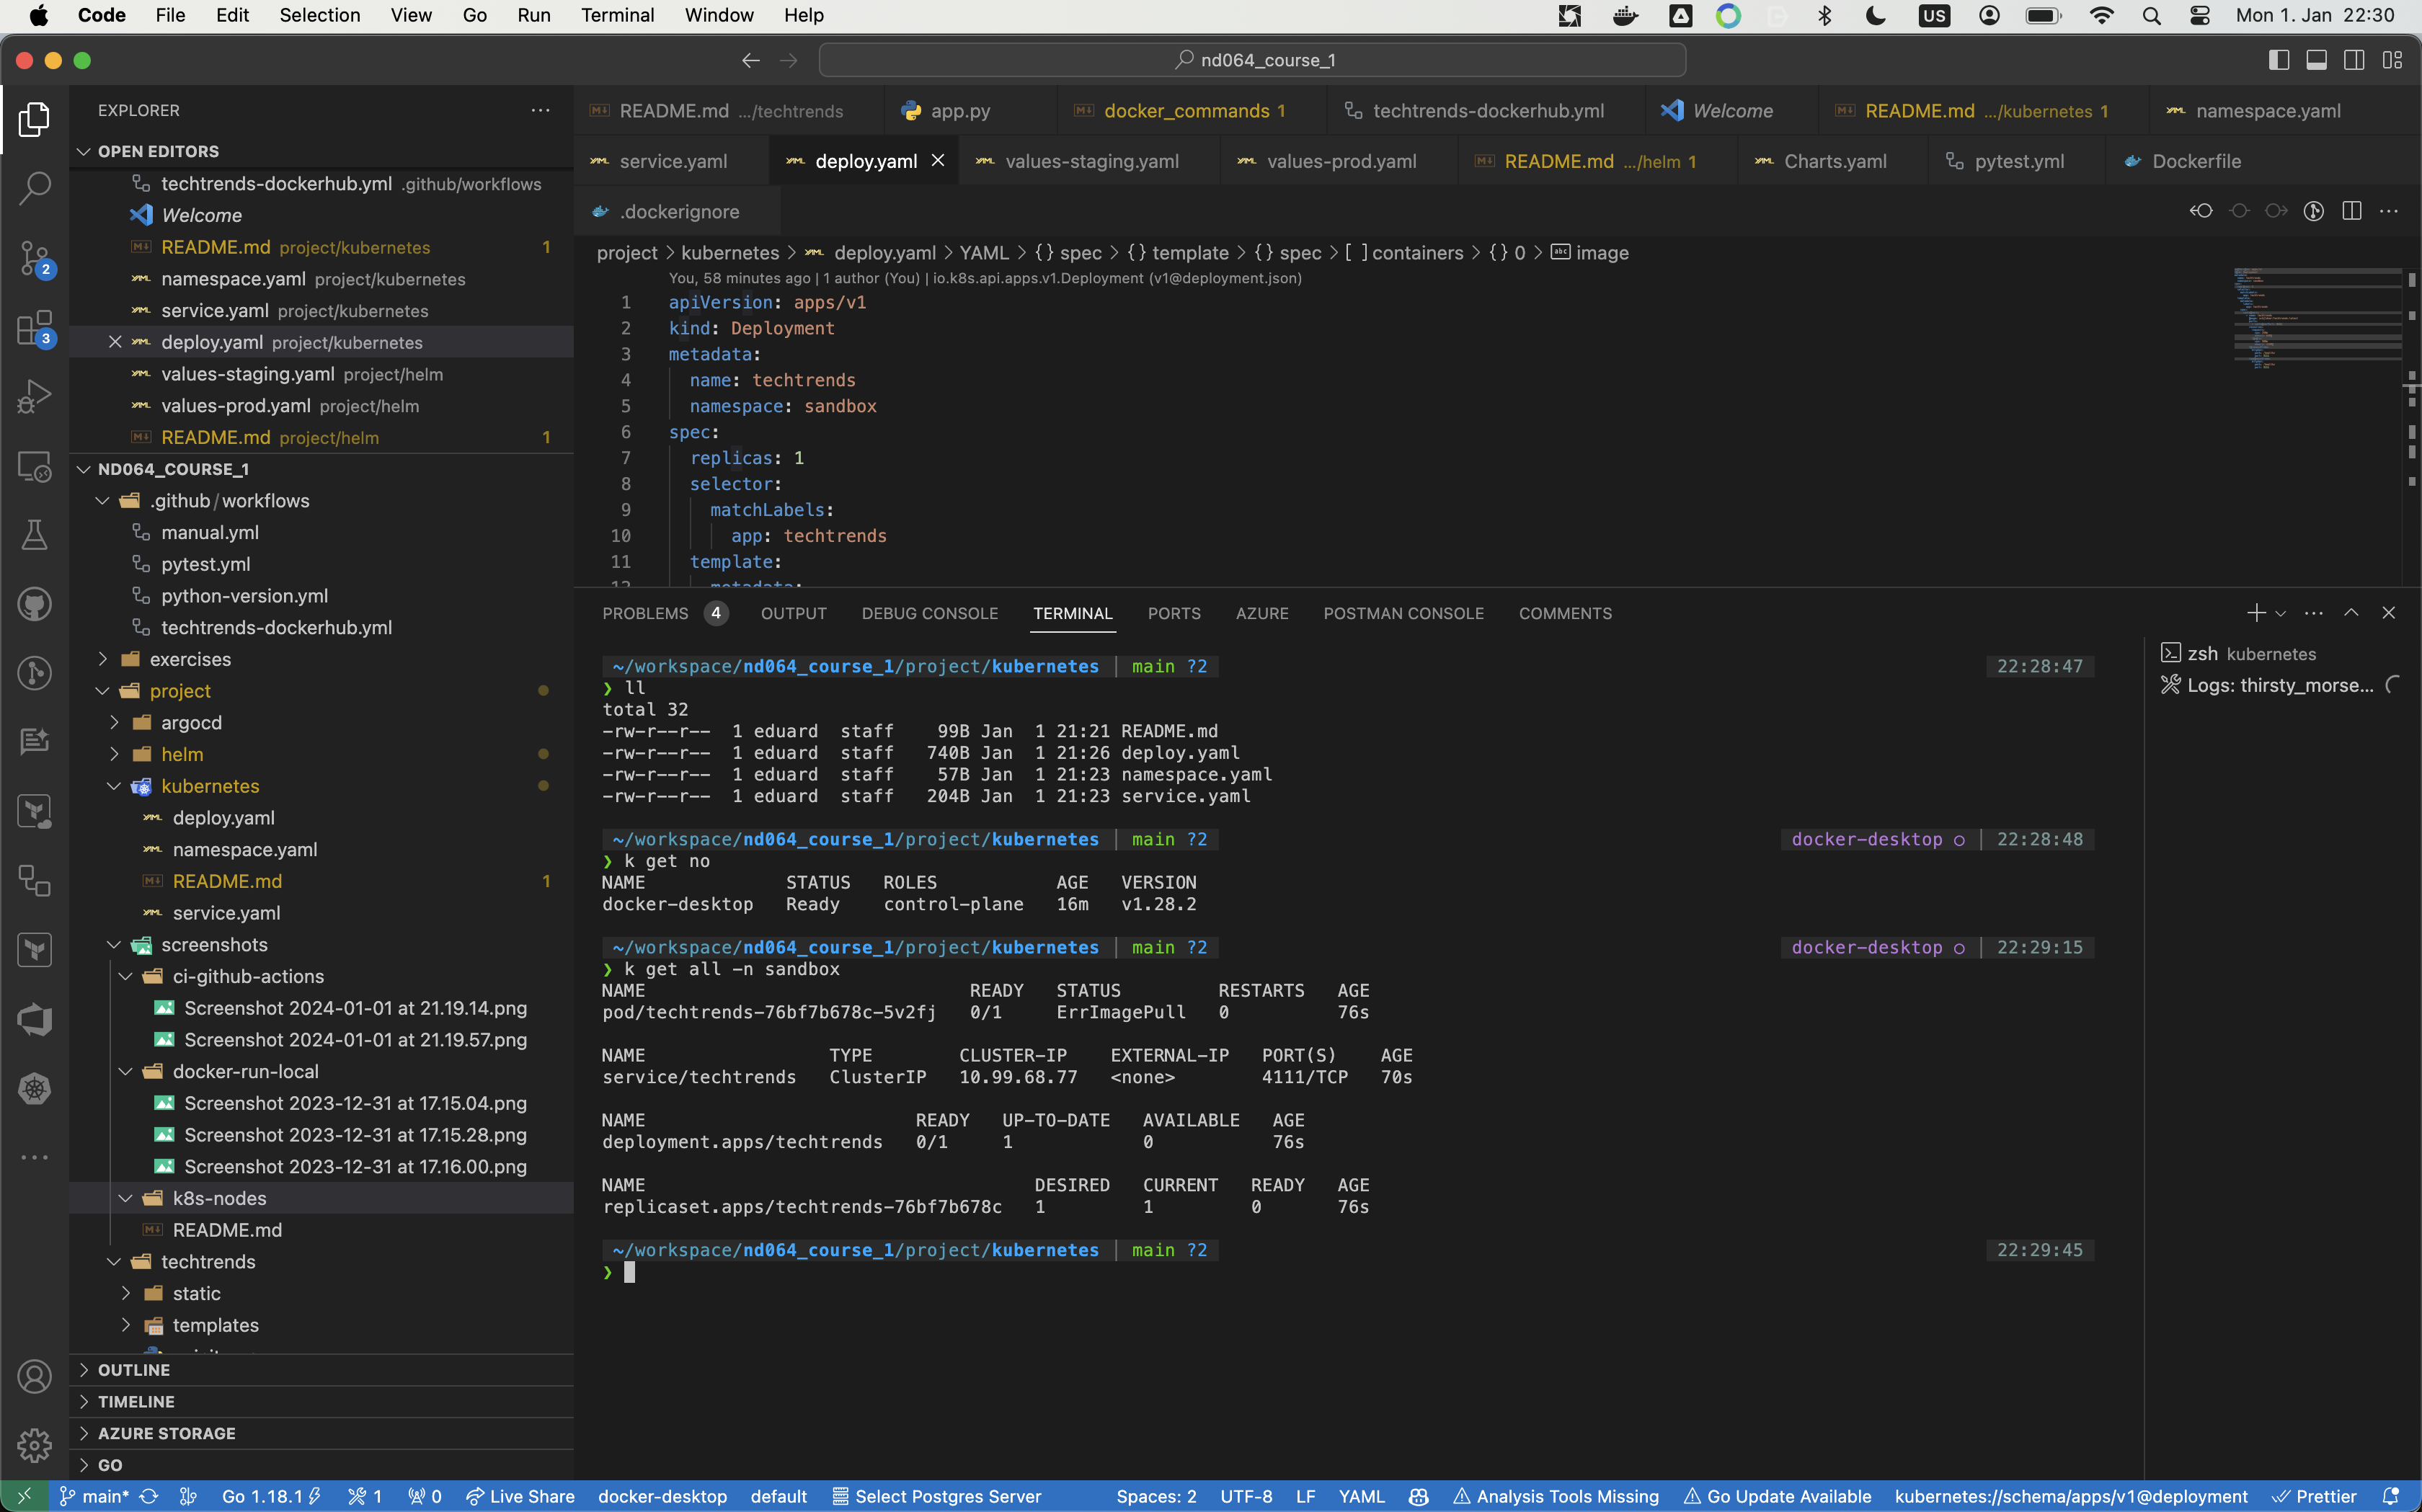 Code File Edit Selection View Go Run Terminal Window Help US Mon 1. Jan 22:30
nd064_course_1
EXPLORER
OPEN EDITORS
techtrends-dockerhub.yml .github/workflows
Welcome
README.md project/kubernetes 1
namespace.yaml project/kubernetes
service.yaml project/kubernetes
deploy.yaml project/kubernetes
values-staging.yaml project/helm
values-prod.yaml project/helm
README.md project/helm 1
ND064_COURSE_1
.github/workflows
manual.yml
pytest.yml
python-version.yml
techtrends-dockerhub.yml
exercises
project
argocd
helm
kubernetes
deploy.yaml
namespace.yaml
README.md 1
service.yaml
screenshots
ci-github-actions
Screenshot 2024-01-01 at 21.19.14.png
Screenshot 2024-01-01 at 21.19.57.png
docker-run-local
Screenshot 2023-12-31 at 17.15.04.png
Screenshot 2023-12-31 at 17.15.28.png
Screenshot 2023-12-31 at 17.16.00.png
k8s-nodes
README.md
techtrends
static
templates
OUTLINE
TIMELINE
AZURE STORAGE
GO
2
3
README.md .../techtrends app.py docker_commands 1 techtrends-dockerhub.yml Welcome README.md .../kubernetes 1 namespace.yaml
service.yaml deploy.yaml values-staging.yaml values-prod.yaml README.md .../helm 1 Charts.yaml pytest.yml Dockerfile
.dockerignore
project > kubernetes > deploy.yaml > YAML > {} spec > {} template > {} spec > [ ] containers > {} 0 > abc image
You, 58 minutes ago | 1 author (You) | io.k8s.api.apps.v1.Deployment (v1@deployment.json)
1 apiVersion: apps/v1
2 kind: Deployment
3 metadata:
4 name: techtrends
5 namespace: sandbox
6 spec:
7 replicas: 1
8 selector:
9 matchLabels:
10 app: techtrends
11 template:
12 metadata:
PROBLEMS 4 OUTPUT DEBUG CONSOLE TERMINAL PORTS AZURE POSTMAN CONSOLE COMMENTS
~/workspace/nd064_course_1/project/kubernetes | main ?2 22:28:47
❯ ll
total 32
-rw-r--r-- 1 eduard staff 99B Jan 1 21:21 README.md
-rw-r--r-- 1 eduard staff 740B Jan 1 21:26 deploy.yaml
-rw-r--r-- 1 eduard staff 57B Jan 1 21:23 namespace.yaml
-rw-r--r-- 1 eduard staff 204B Jan 1 21:23 service.yaml
~/workspace/nd064_course_1/project/kubernetes | main ?2 docker-desktop ○ | 22:28:48
❯ k get no
NAME STATUS ROLES AGE VERSION
docker-desktop Ready control-plane 16m v1.28.2
~/workspace/nd064_course_1/project/kubernetes | main ?2 docker-desktop ○ | 22:29:15
❯ k get all -n sandbox
NAME READY STATUS RESTARTS AGE
pod/techtrends-76bf7b678c-5v2fj 0/1 ErrImagePull 0 76s
NAME TYPE CLUSTER-IP EXTERNAL-IP PORT(S) AGE
service/techtrends ClusterIP 10.99.68.77 <none> 4111/TCP 70s
NAME READY UP-TO-DATE AVAILABLE AGE
deployment.apps/techtrends 0/1 1 0 76s
NAME DESIRED CURRENT READY AGE
replicaset.apps/techtrends-76bf7b678c 1 1 0 76s
~/workspace/nd064_course_1/project/kubernetes | main ?2 22:29:45
❯
zsh kubernetes
Logs: thirsty_morse...
main* Go 1.18.1 1 0 Live Share docker-desktop default Select Postgres Server Spaces: 2 UTF-8 LF YAML Analysis Tools Missing Go Update Available kubernetes://schema/apps/v1@deployment Prettier